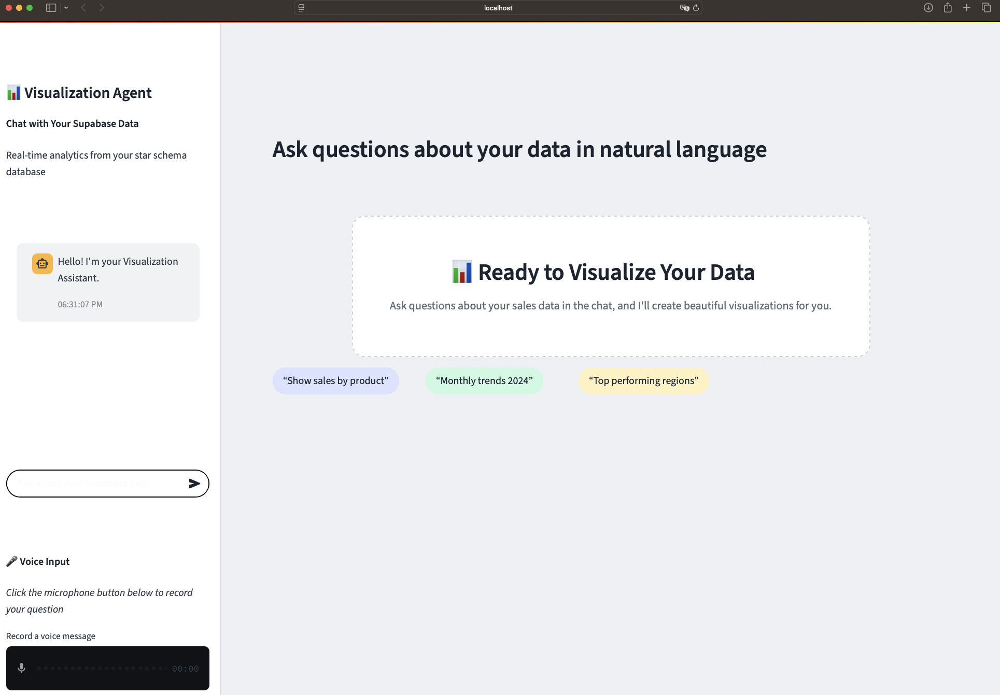 localhost
Visualization Agent
Chat with Your Supabase Data
Real-time analytics from your star schema
database
Hello! I'm your Visualization
Assistant.
06:31:07 PM
Ask about your Supabase data...
Voice Input
Click the microphone button below to record
your question
Record a voice message
00:00
Ask questions about your data in natural language
Ready to Visualize Your Data
Ask questions about your sales data in the chat, and I'll create beautiful visualizations for you.
“Show sales by product”
“Monthly trends 2024”
“Top performing regions”